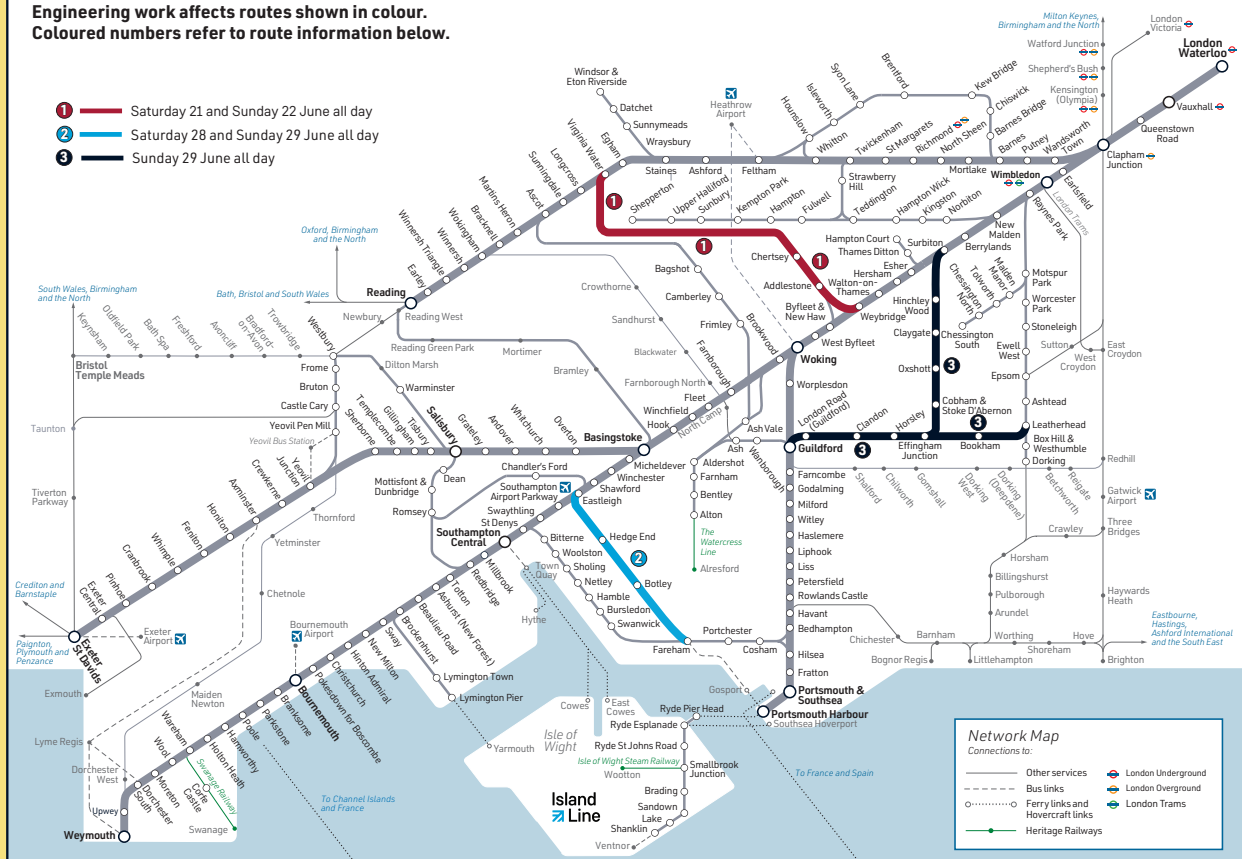 Engineering work affects routes shown in colour.
Coloured numbers refer to route information below.
1 Saturday 21 and Sunday 22 June all day
2 Saturday 28 and Sunday 29 June all day
3 Sunday 29 June all day
Milton Keynes,
Birmingham and the North
London
Victoria
Watford Junction
London
Waterloo
Shepherd's Bush
Kensington
(Olympia)
Vauxhall
Queenstown
Road
Clapham
Junction
Windsor &
Eton Riverside
Datchet
Sunnymeads
Wraysbury
Heathrow
Airport
Hounslow
Isleworth
Syon Lane
Brentford
Kew Bridge
Chiswick
Barnes Bridge
Virginia Water
Egham
Staines
Ashford
Feltham
Whitton
Twickenham
St Margarets
Richmond
North Sheen
Mortlake
Barnes
Putney
Wandsworth
Town
Wimbledon
Earlsfield
Strawberry
Hill
Shepperton
Upper Halliford
Sunbury
Kempton Park
Hampton
Fulwell
Teddington
Hampton Wick
Kingston
Norbiton
Raynes Park
London Trams
New
Malden
Berrylands
Surbiton
Hampton Court
Thames Ditton
Esher
Hersham
Walton-on-
Thames
Weybridge
1
1
1
Chertsey
Addlestone
Byfleet &
New Haw
West Byfleet
Longcross
Sunningdale
Ascot
Martins Heron
Bracknell
Wokingham
Winnersh
Winnersh Triangle
Earley
Reading
Oxford, Birmingham
and the North
Bath, Bristol and South Wales
South Wales, Birmingham
and the North
Keynsham
Oldfield Park
Bath Spa
Freshford
Avoncliff
Bradford-
on-Avon
Trowbridge
Westbury
Newbury
Reading West
Reading Green Park
Mortimer
Bramley
Bristol
Temple Meads
Frome
Bruton
Castle Cary
Yeovil Pen Mill
Yeovil Bus Station
Dilton Marsh
Warminster
Bagshot
Camberley
Frimley
Crowthorne
Sandhurst
Blackwater
Farnborough North
North Camp
Brookwood
Farnborough
Fleet
Winchfield
Hook
Basingstoke
Woking
Worplesdon
London Road
(Guildford)
Clandon
Horsley
Effingham
Junction
Bookham
Cobham &
Stoke D'Abernon
Oxshott
Claygate
Hinchley
Wood
3
3
3
Malden
Manor
Tolworth
Chessington
North
Chessington
South
Motspur
Park
Worcester
Park
Stoneleigh
Ewell
West
Epsom
Ashtead
Leatherhead
Box Hill &
Westhumble
Dorking
Sutton
West
Croydon
East
Croydon
Redhill
Gatwick
Airport
Three
Bridges
Crawley
Horsham
Billingshurst
Pulborough
Arundel
Haywards
Heath
Guildford
Shalford
Chilworth
Gomshall
Dorking
West
Dorking
(Deepdene)
Betchworth
Reigate
Wanborough
Ash
Ash Vale
Aldershot
Farnham
Bentley
Alton
The
Watercress
Line
Alresford
Farncombe
Godalming
Milford
Witley
Haslemere
Liphook
Liss
Petersfield
Rowlands Castle
Havant
Bedhampton
Hilsea
Fratton
Portsmouth &
Southsea
Portsmouth Harbour
Southsea Hoverport
Chichester
Bognor Regis
Barnham
Littlehampton
Worthing
Shoreham
Hove
Brighton
Eastbourne,
Hastings,
Ashford International
and the South East
Taunton
Tiverton
Parkway
Sherborne
Templecombe
Gillingham
Tisbury
Salisbury
Grateley
Andover
Whitchurch
Overton
Yeovil
Junction
Crewkerne
Axminster
Honiton
Feniton
Whimple
Cranbrook
Pinhoe
Exeter
Central
Exeter
St Davids
Crediton and
Barnstaple
Paignton,
Plymouth and
Penzance
Exeter
Airport
Exmouth
Thornford
Yetminster
Chetnole
Maiden
Newton
Dorchester
West
Lyme Regis
Upwey
Weymouth
Dorchester
South
Moreton
Wool
Wareham
Holton Heath
Hamworthy
Poole
Parkstone
Branksome
Bournemouth
Bournemouth
Airport
Pokesdown for Boscombe
Christchurch
Hinton Admiral
New Milton
Sway
Brockenhurst
Beaulieu Road
Ashurst (New Forest)
Totton
Redbridge
Millbrook
Southampton
Central
Swanage Railway
Corfe
Castle
Swanage
Lymington Town
Lymington Pier
Yarmouth
Mottisfont &
Dunbridge
Dean
Romsey
Chandler's Ford
Southampton
Airport Parkway
Swaythling
St Denys
Micheldever
Winchester
Shawford
Eastleigh
2
Hedge End
Botley
Fareham
Portchester
Cosham
Bitterne
Woolston
Sholing
Netley
Hamble
Bursledon
Swanwick
Town
Quay
Hythe
Gosport
Cowes
East
Cowes
Isle of
Wight
Ryde Pier Head
Ryde Esplanade
Ryde St Johns Road
Isle of Wight Steam Railway
Wootton
Smallbrook
Junction
Brading
Sandown
Lake
Shanklin
Ventnor
Island
Line
To Channel Islands
and France
To France and Spain
Network Map
Connections to:
Other services
Bus links
Ferry links and
Hovercraft links
Heritage Railways
London Underground
London Overground
London Trams